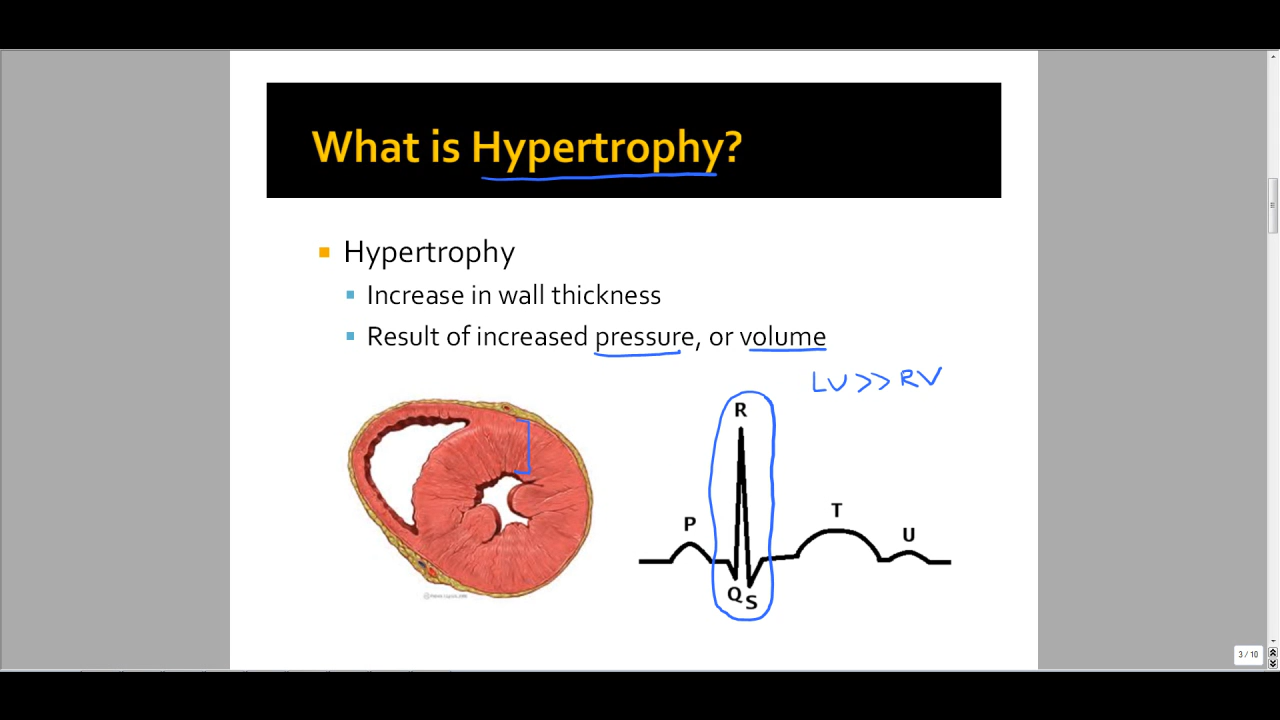 What is Hypertrophy?
Hypertrophy
Increase in wall thickness
Result of increased pressure, or volume
LV >> RV
R
P
T
U
Q S
3 / 10